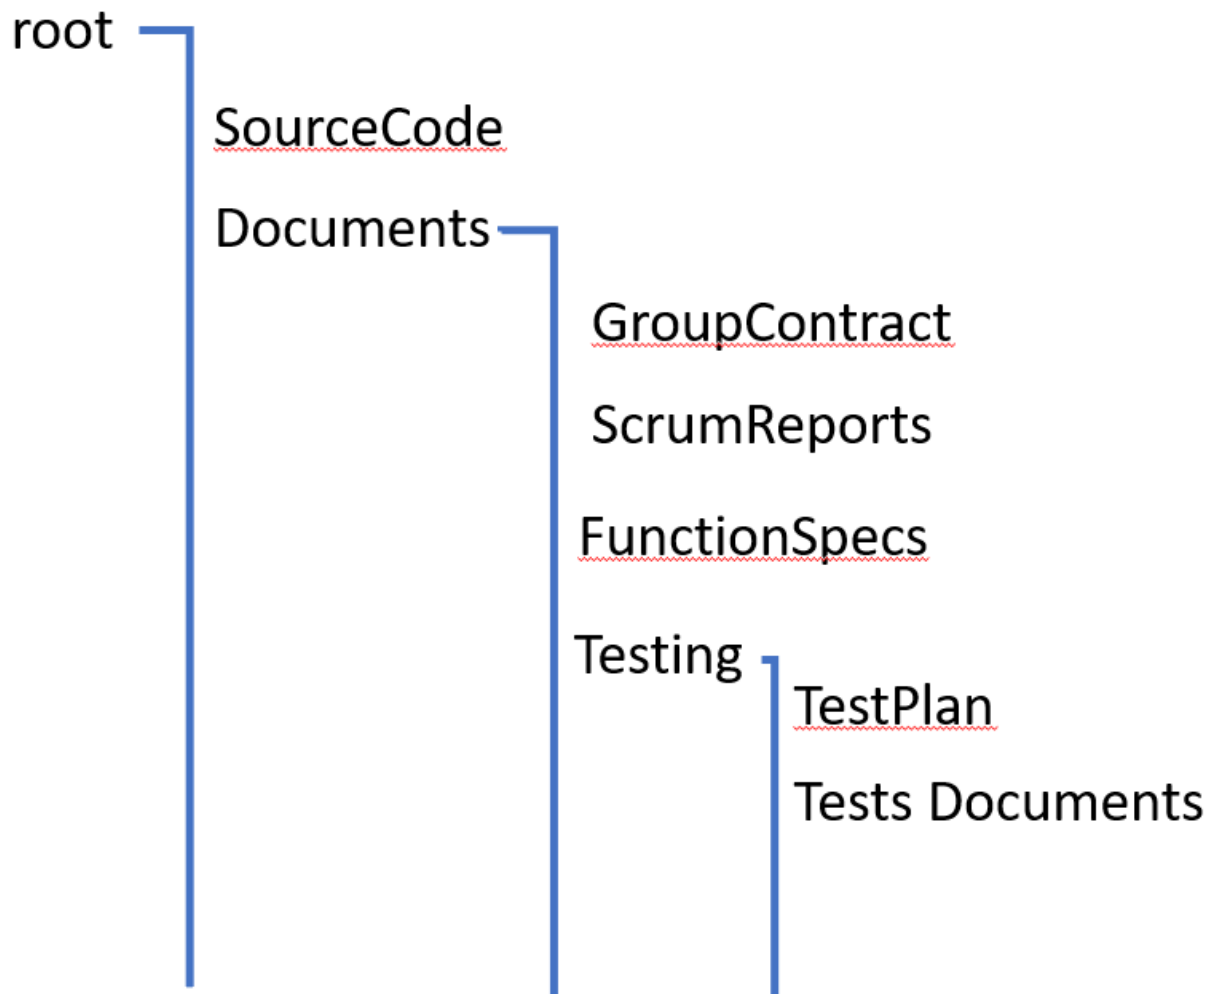 root
SourceCode
Documents
GroupContract
ScrumReports
FunctionSpecs
Testing
TestPlan
Tests Documents